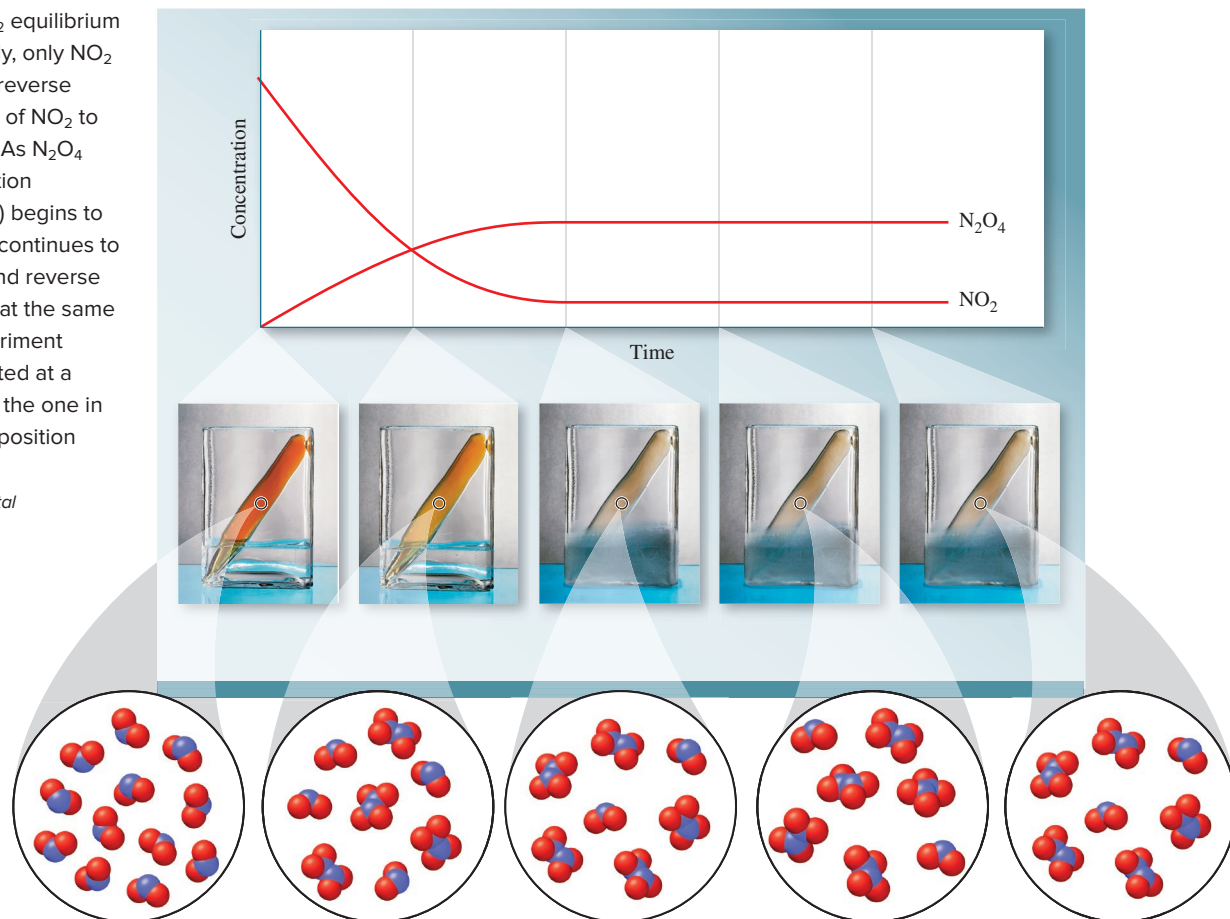 ₂ equilibrium
y, only NO₂
reverse
of NO₂ to
As N₂O₄
tion
) begins to
continues to
nd reverse
at the same
eriment
ted at a
the one in
position
tal
Concentration
N₂O₄
NO₂
Time